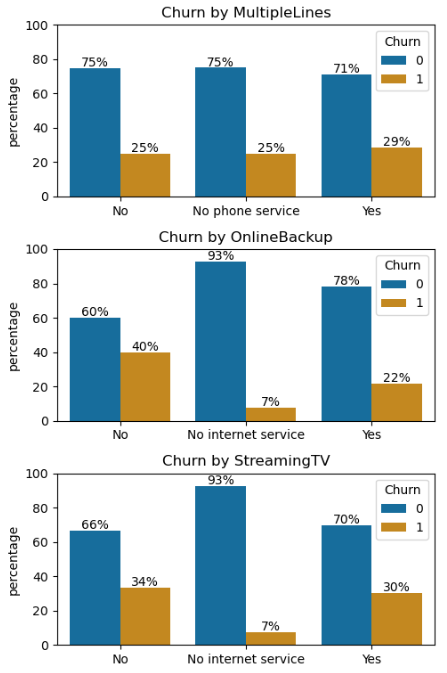 Churn by MultipleLines
100
80
60
40
20
0
percentage
75%
25%
75%
25%
71%
29%
Churn
0
1
No
No phone service
Yes
Churn by OnlineBackup
100
80
60
40
20
0
percentage
60%
40%
93%
7%
78%
22%
Churn
0
1
No
No internet service
Yes
Churn by StreamingTV
100
80
60
40
20
0
percentage
66%
34%
93%
7%
70%
30%
Churn
0
1
No
No internet service
Yes